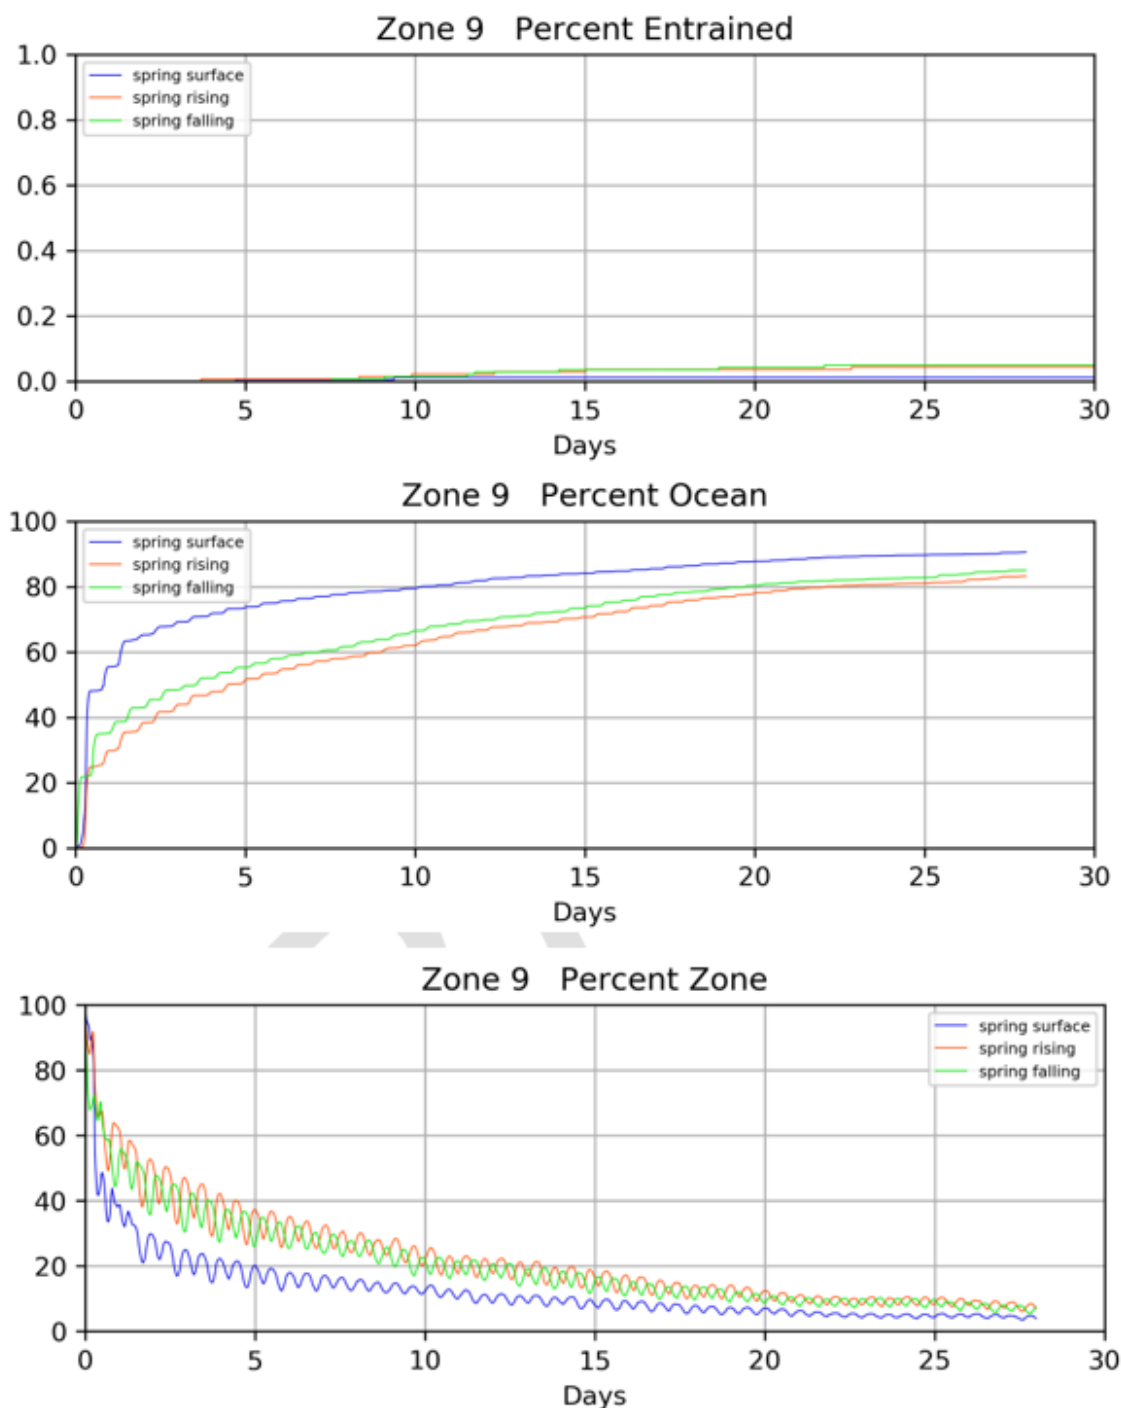 Zone 9   Percent Entrained
1.0
0.8
0.6
0.4
0.2
0.0
spring surface
spring rising
spring falling
0 5 10 15 20 25 30
Days
Zone 9   Percent Ocean
100
80
60
40
20
0
spring surface
spring rising
spring falling
0 5 10 15 20 25 30
Days
Zone 9   Percent Zone
100
80
60
40
20
0
spring surface
spring rising
spring falling
0 5 10 15 20 25 30
Days